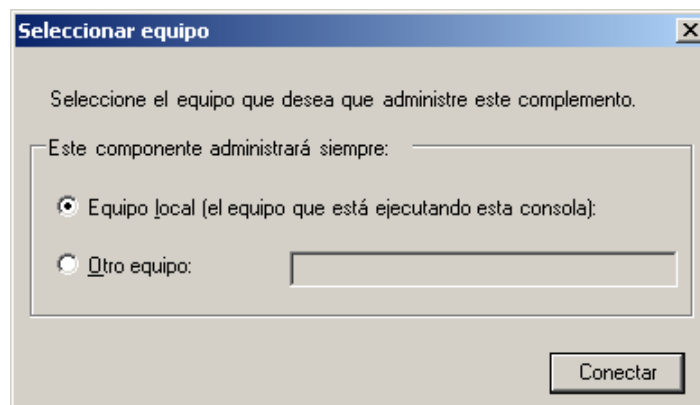 Seleccionar equipo
Seleccione el equipo que desea que administre este complemento.
Este componente administrará siempre:
Equipo local (el equipo que está ejecutando esta consola):
Otro equipo:
Conectar